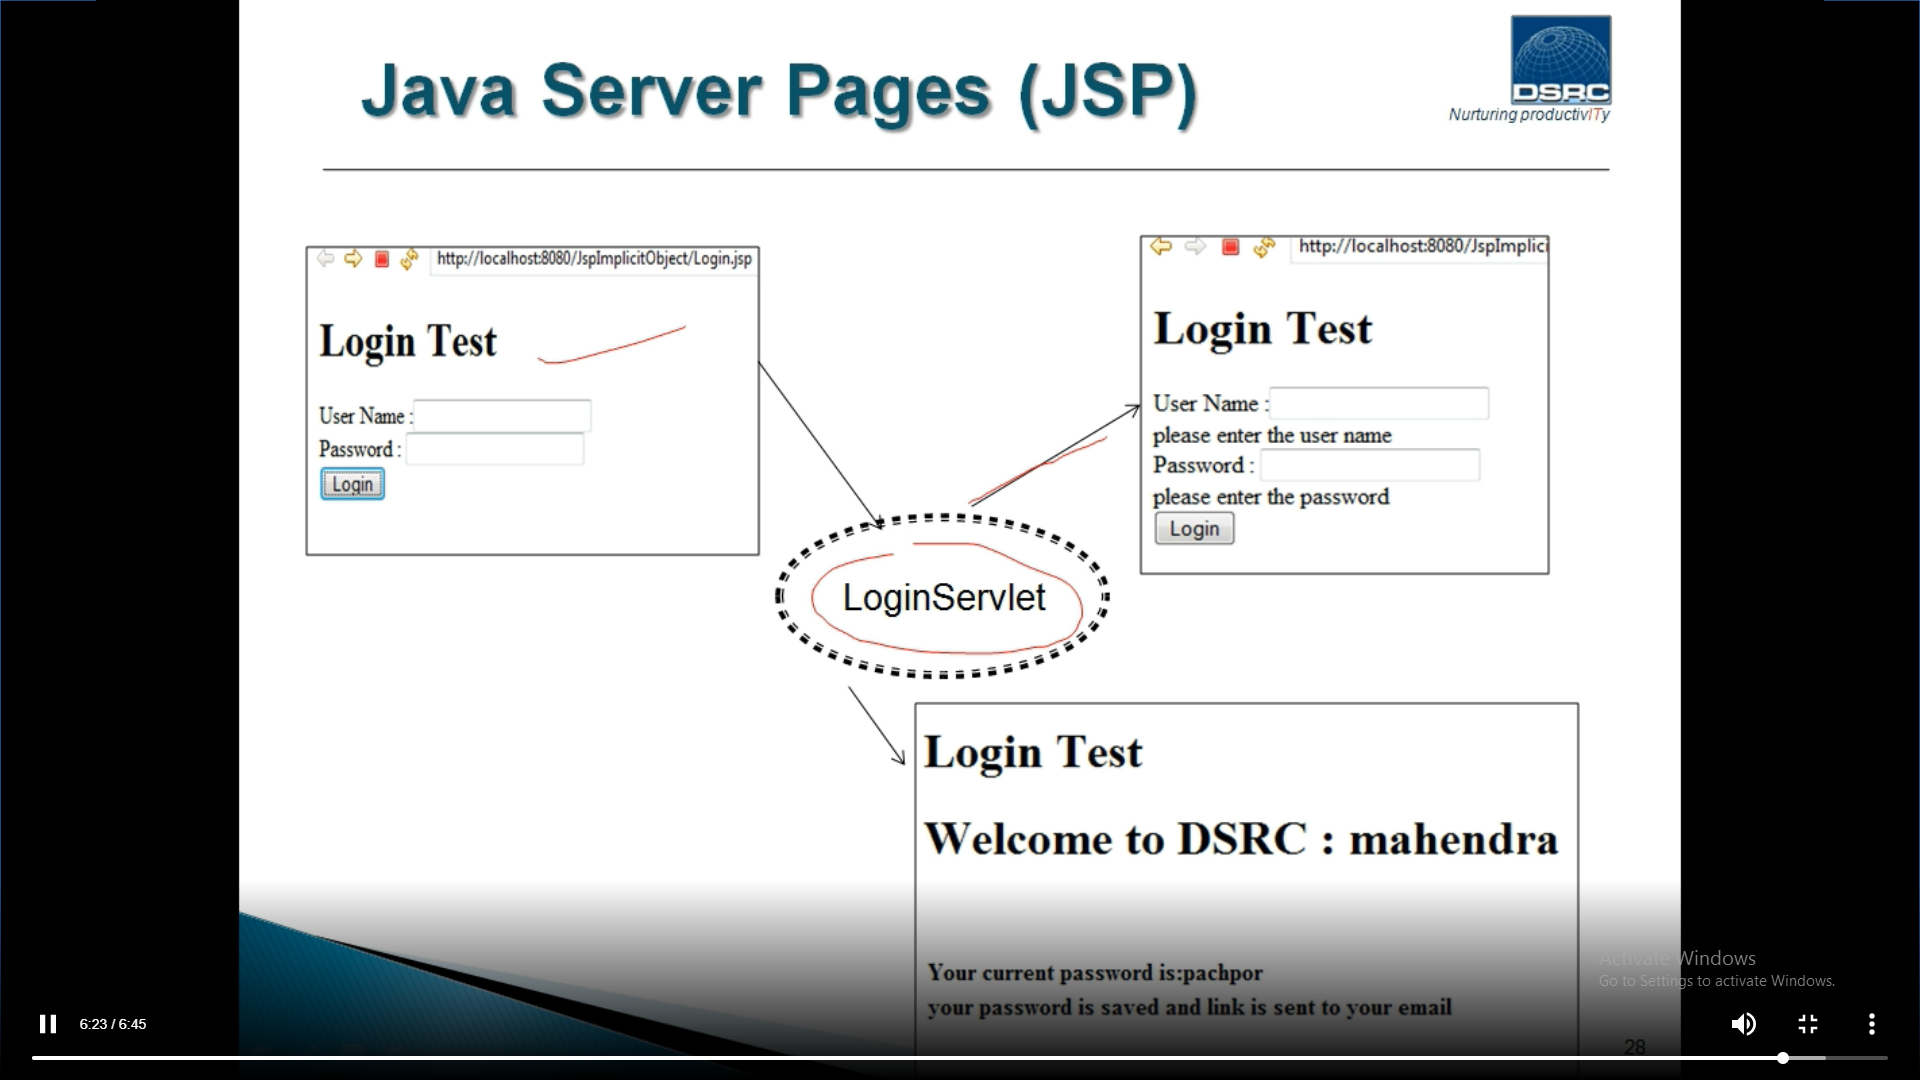 Java Server Pages (JSP)
DSRC
Nurturing productivITy
http://localhost:8080/JspImplicitObject/Login.jsp
Login Test
User Name :
Password :
Login
http://localhost:8080/JspImplici
Login Test
User Name :
please enter the user name
Password :
please enter the password
Login
LoginServlet
Login Test
Welcome to DSRC : mahendra
Your current password is:pachpor
your password is saved and link is sent to your email
Activate Windows
Go to Settings to activate Windows.
6:23 / 6:45
28